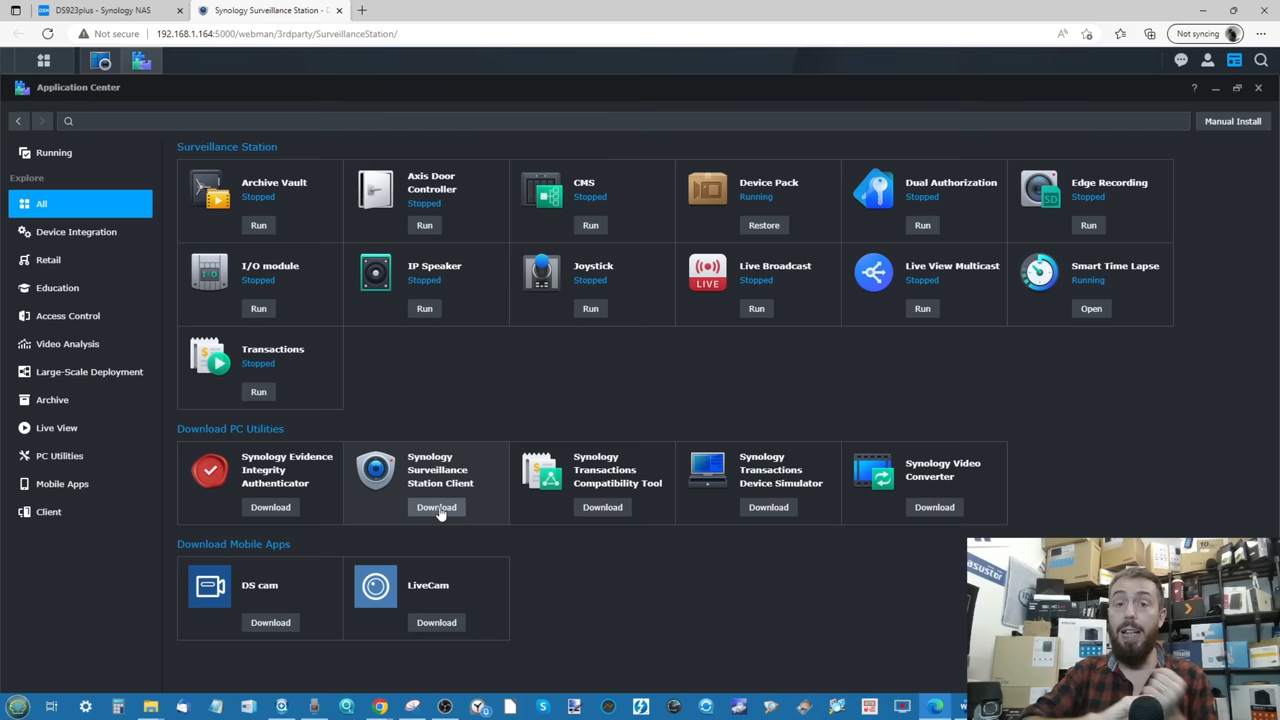 DS923plus - Synology NAS
Synology Surveillance Station - D
Not secure
192.168.1.164:5000/webman/3rdparty/SurveillanceStation/
Not syncing
Application Center
Manual Install
Running
Explore
All
Device Integration
Retail
Education
Access Control
Video Analysis
Large-Scale Deployment
Archive
Live View
PC Utilities
Mobile Apps
Client
Surveillance Station
Archive Vault
Stopped
Run
Axis Door
Controller
Stopped
Run
CMS
Stopped
Run
Device Pack
Running
Restore
Dual Authorization
Stopped
Run
Edge Recording
Stopped
Run
I/O module
Stopped
Run
IP Speaker
Stopped
Run
Joystick
Stopped
Run
LIVE
Live Broadcast
Stopped
Run
Live View Multicast
Stopped
Run
Smart Time Lapse
Running
Open
Transactions
Stopped
Run
Download PC Utilities
Synology Evidence
Integrity
Authenticator
Download
Synology
Surveillance
Station Client
Download
Synology
Transactions
Compatibility Tool
Download
Synology
Transactions
Device Simulator
Download
Synology Video
Converter
Download
Download Mobile Apps
DS cam
Download
LiveCam
Download